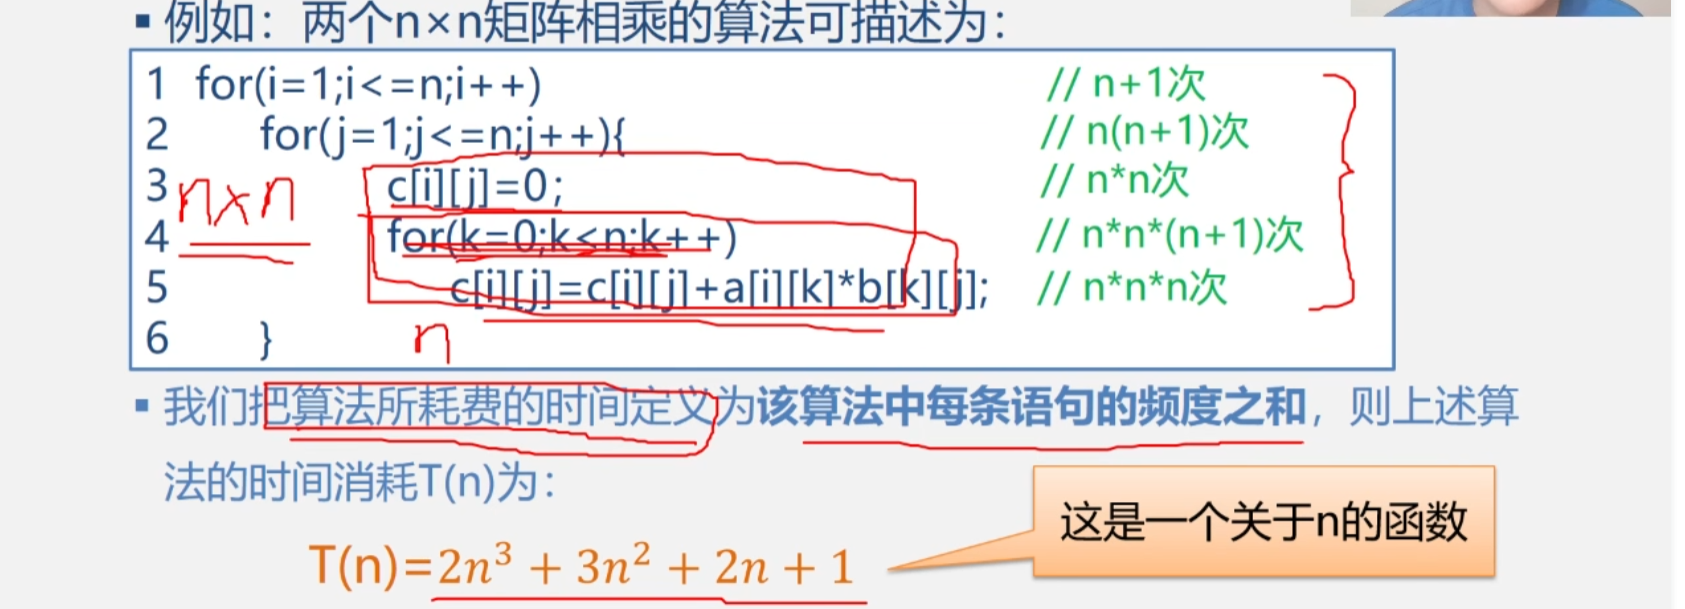 ▪ 例如：两个n×n矩阵相乘的算法可描述为：
1 for(i=1;i<=n;i++) // n+1次
2 for(j=1;j<=n;j++){ // n(n+1)次
3 c[i][j]=0; // n*n次
n×n
4 for(k=0;k<n;k++) // n*n*(n+1)次
5 c[i][j]=c[i][j]+a[i][k]*b[k][j]; // n*n*n次
6 }
n
▪ 我们把算法所耗费的时间定义为该算法中每条语句的频度之和，则上述算
法的时间消耗T(n)为：
这是一个关于n的函数
T(n)=2n³ + 3n² + 2n + 1